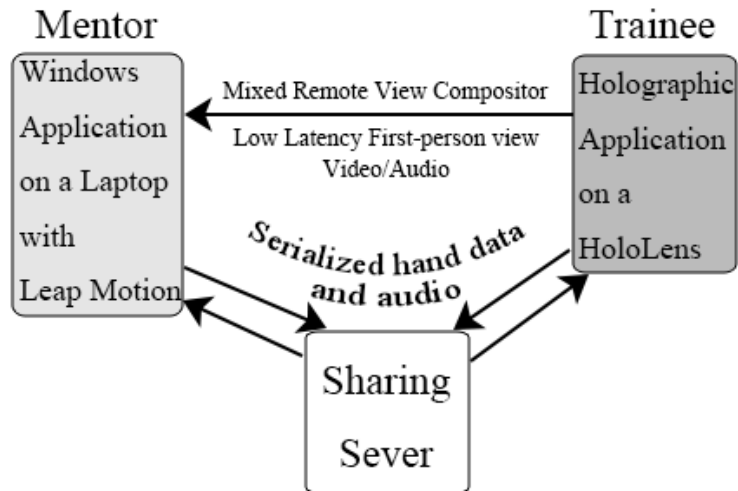 Mentor
Trainee
Windows
Application
on a Laptop
with
Leap Motion
Mixed Remote View Compositor
Low Latency First-person view
Video/Audio
Holographic
Application
on a
HoloLens
Serialized hand data
and audio
Sharing
Sever